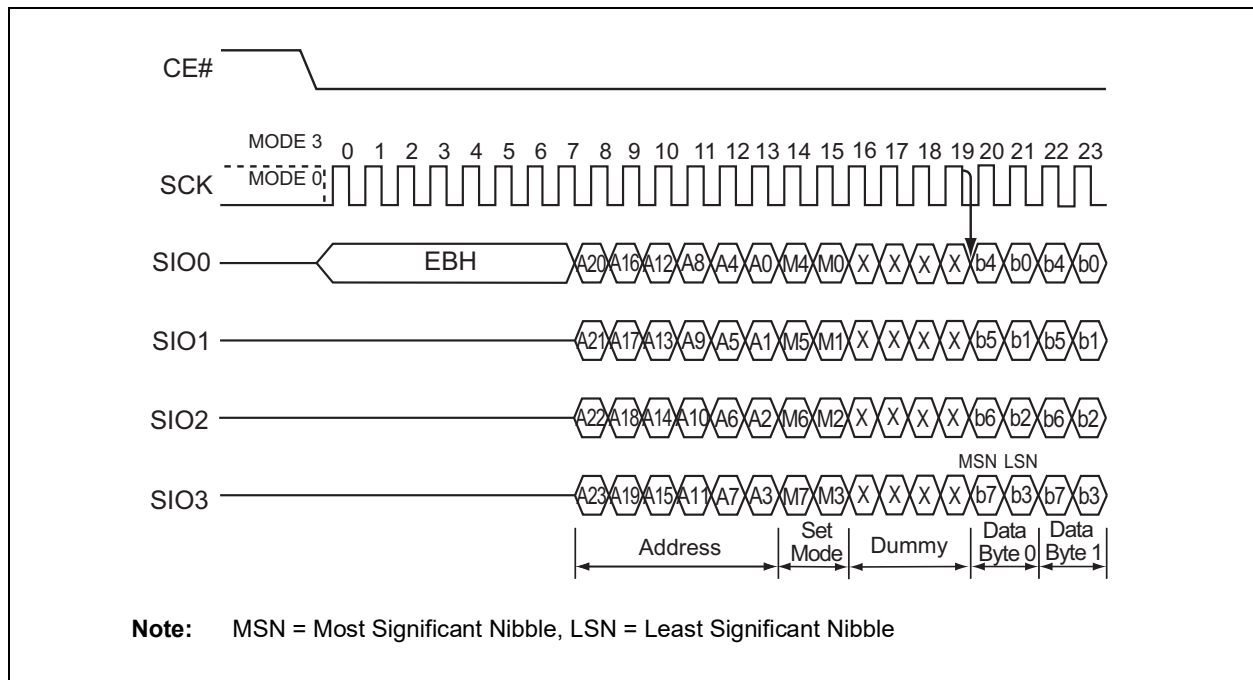 CE#
MODE 3
0 1 2 3 4 5 6 7 8 9 10 11 12 13 14 15 16 17 18 19 20 21 22 23
SCK
MODE 0
SIO0 EBH A20 A16 A12 A8 A4 A0 M4 M0 X X X X b4 b0 b4 b0
SIO1 A21 A17 A13 A9 A5 A1 M5 M1 X X X X b5 b1 b5 b1
SIO2 A22 A18 A14 A10 A6 A2 M6 M2 X X X X b6 b2 b6 b2
MSN LSN
SIO3 A23 A19 A15 A11 A7 A3 M7 M3 X X X X b7 b3 b7 b3
Address
Set
Mode
Dummy
Data
Byte 0
Data
Byte 1
Note: MSN = Most Significant Nibble, LSN = Least Significant Nibble